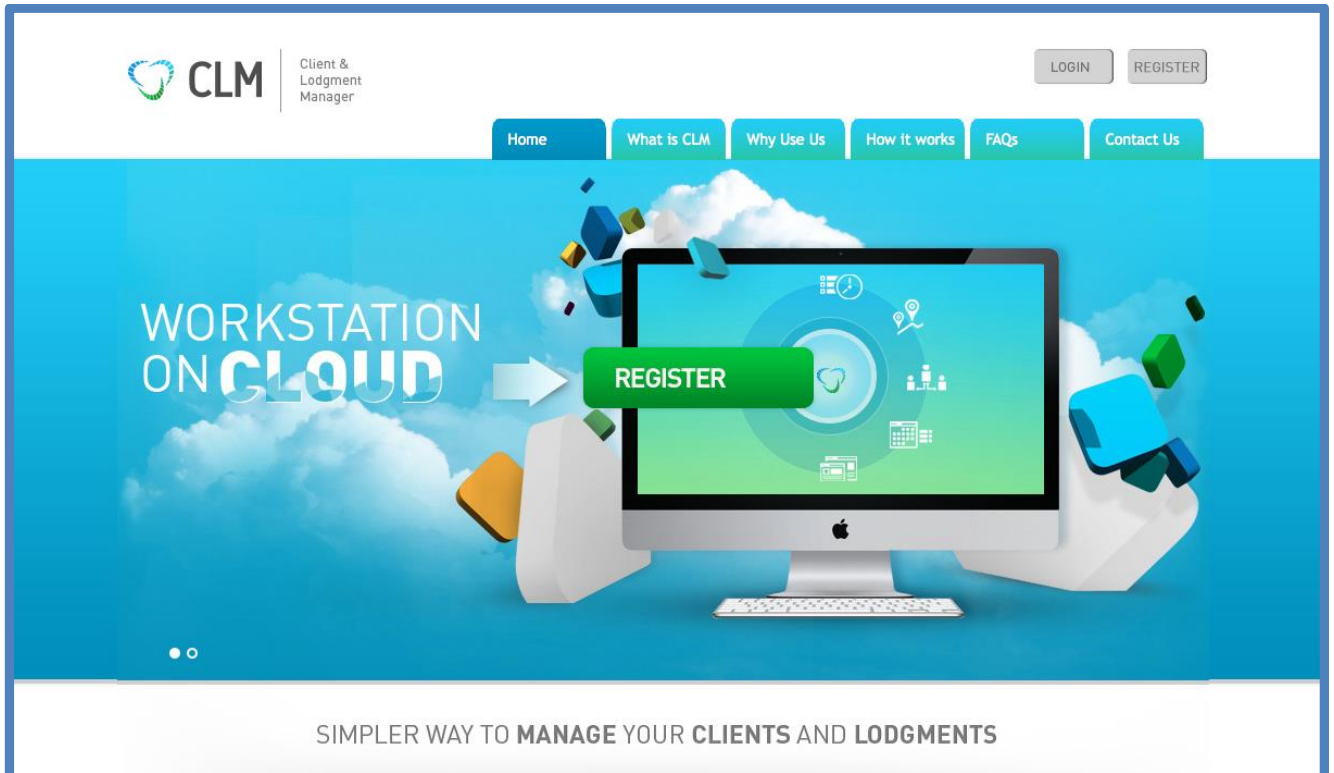 CLM
Client &
Lodgment
Manager
LOGIN
REGISTER
Home
What is CLM
Why Use Us
How it works
FAQs
Contact Us
WORKSTATION
ON CLOUD
REGISTER
SIMPLER WAY TO MANAGE YOUR CLIENTS AND LODGMENTS